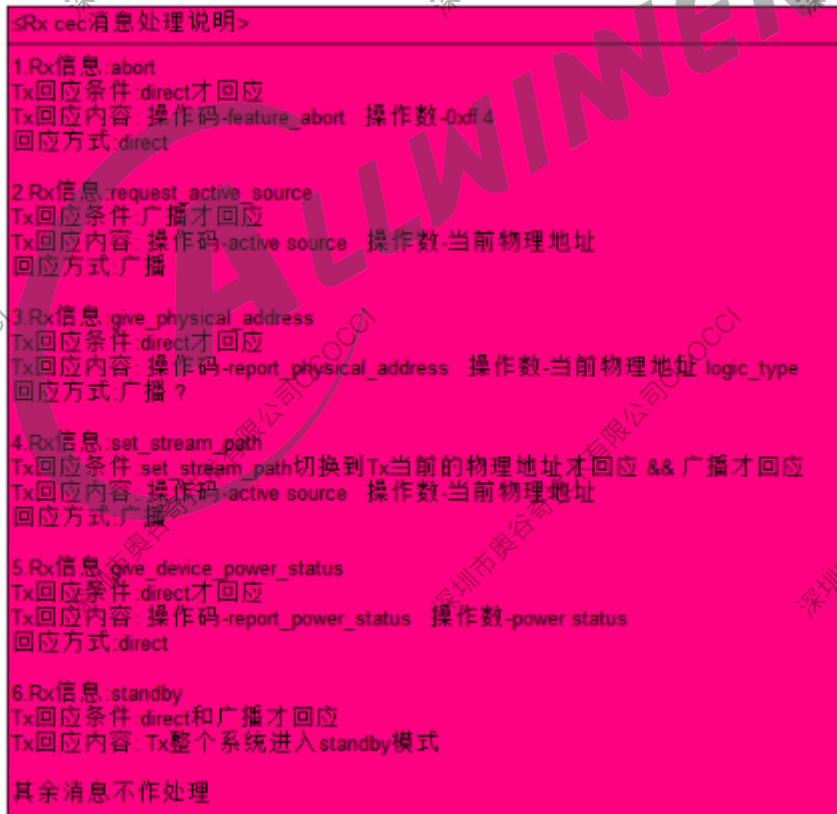 <Rx cec消息处理说明>
1.Rx信息:abort
Tx回应条件:direct才回应
Tx回应内容: 操作码-feature_abort 操作数-0xff 4
回应方式:direct
2.Rx信息:request_active_source
Tx回应条件:广播才回应
Tx回应内容: 操作码-active source 操作数-当前物理地址
回应方式:广播
3.Rx信息:give_physical_address
Tx回应条件:direct才回应
Tx回应内容: 操作码-report_physical_address 操作数-当前物理地址 logic_type
回应方式:广播 ?
4.Rx信息:set_stream_path
Tx回应条件:set_stream_path切换到Tx当前的物理地址才回应 && 广播才回应
Tx回应内容: 操作码-active source 操作数-当前物理地址
回应方式:广播
5.Rx信息:give_device_power_status
Tx回应条件:direct才回应
Tx回应内容: 操作码-report_power_status 操作数-power status
回应方式:direct
6.Rx信息:standby
Tx回应条件:direct和广播才回应
Tx回应内容: Tx整个系统进入standby模式
其余消息不作处理
ALLWINNER